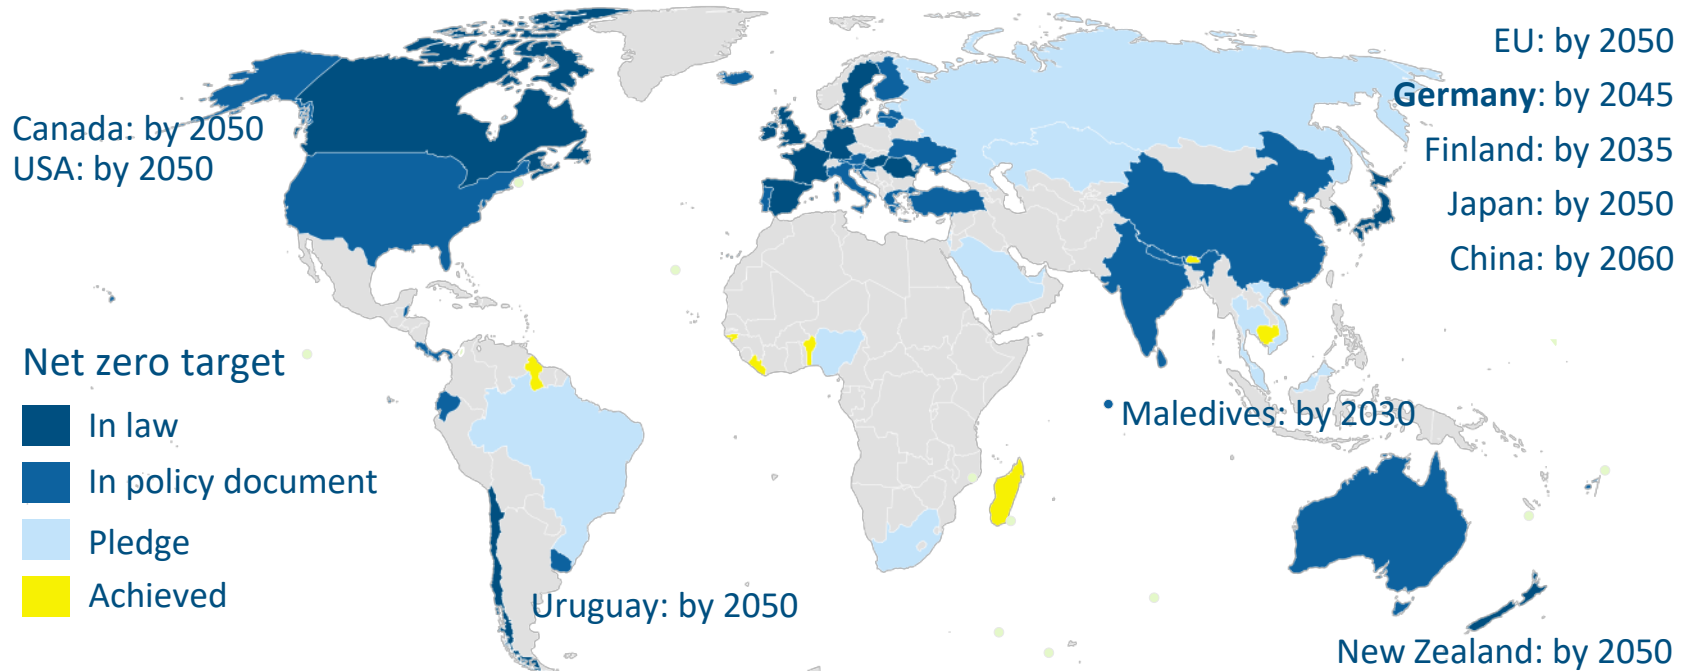 EU: by 2050
Germany: by 2045
Canada: by 2050
USA: by 2050
Finland: by 2035
Japan: by 2050
China: by 2060
Net zero target
In law
In policy document
Pledge
Achieved
Maledives: by 2030
Uruguay: by 2050
New Zealand: by 2050